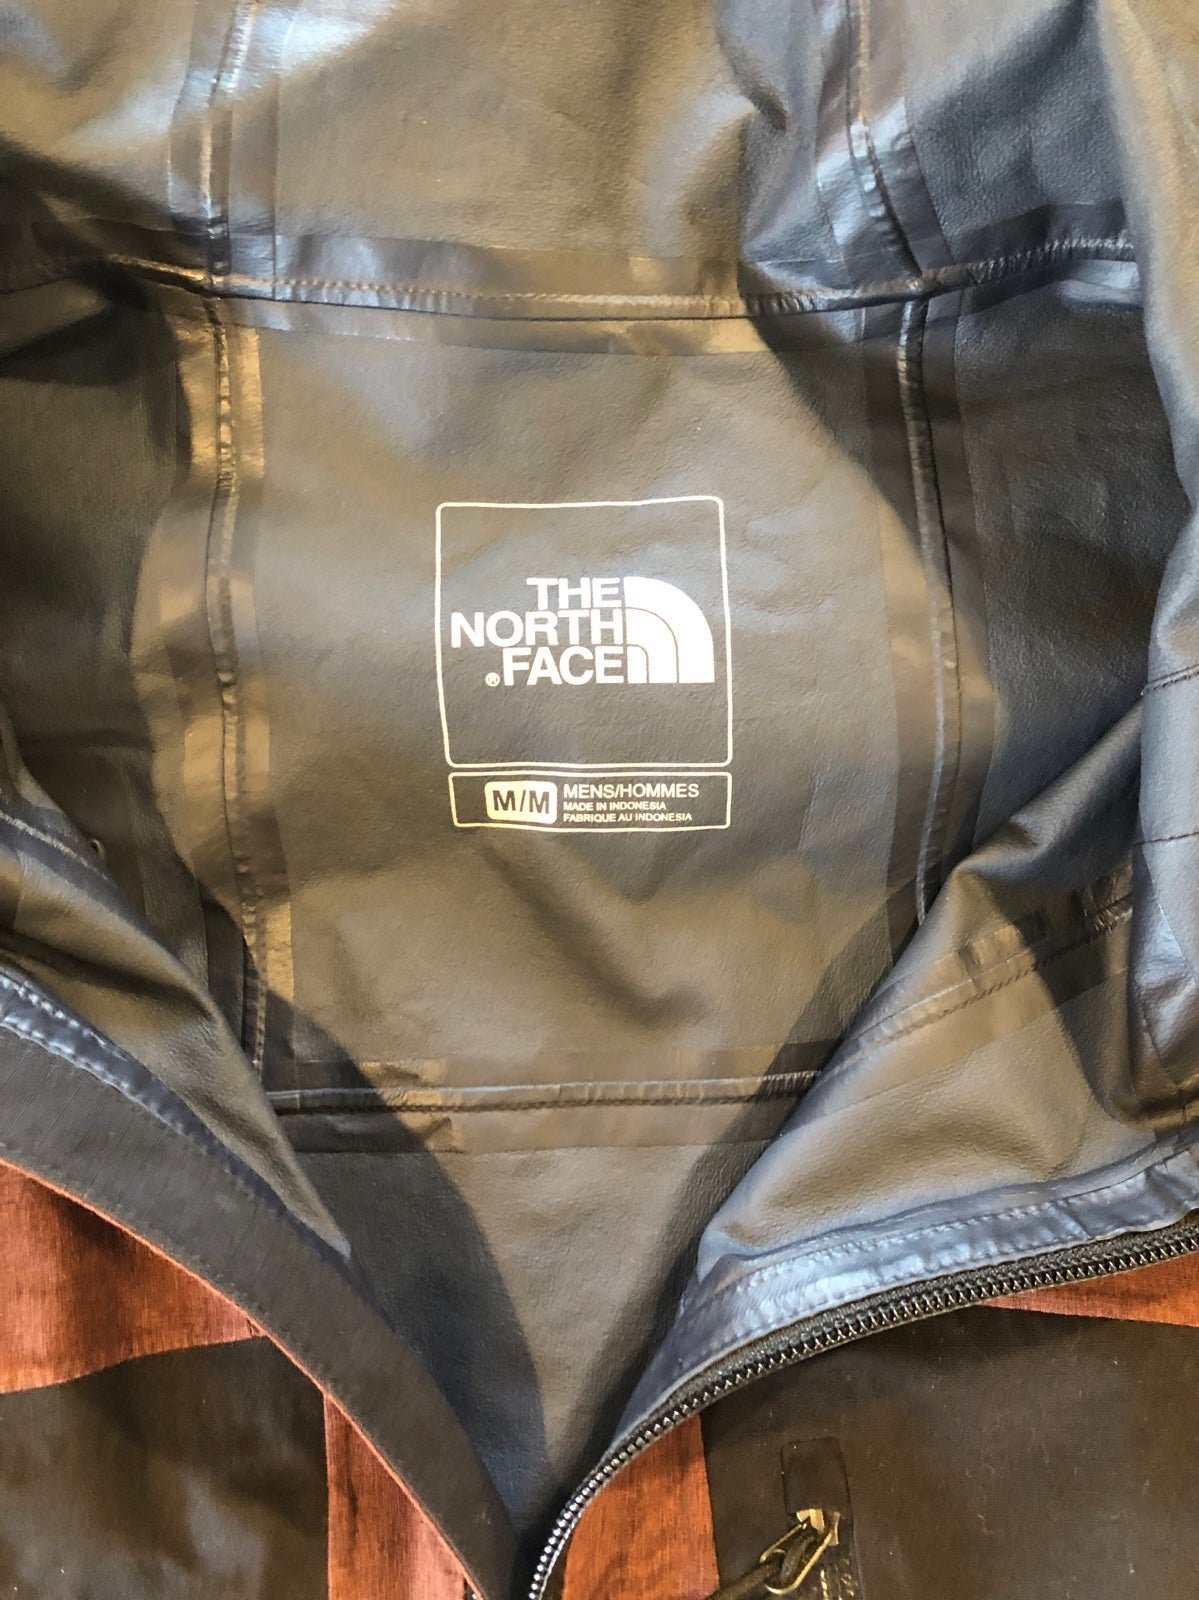 THE
NORTH
®FACE
M/M MENS/HOMMES
MADE IN INDONESIA
FABRIQUE AU INDONESIA